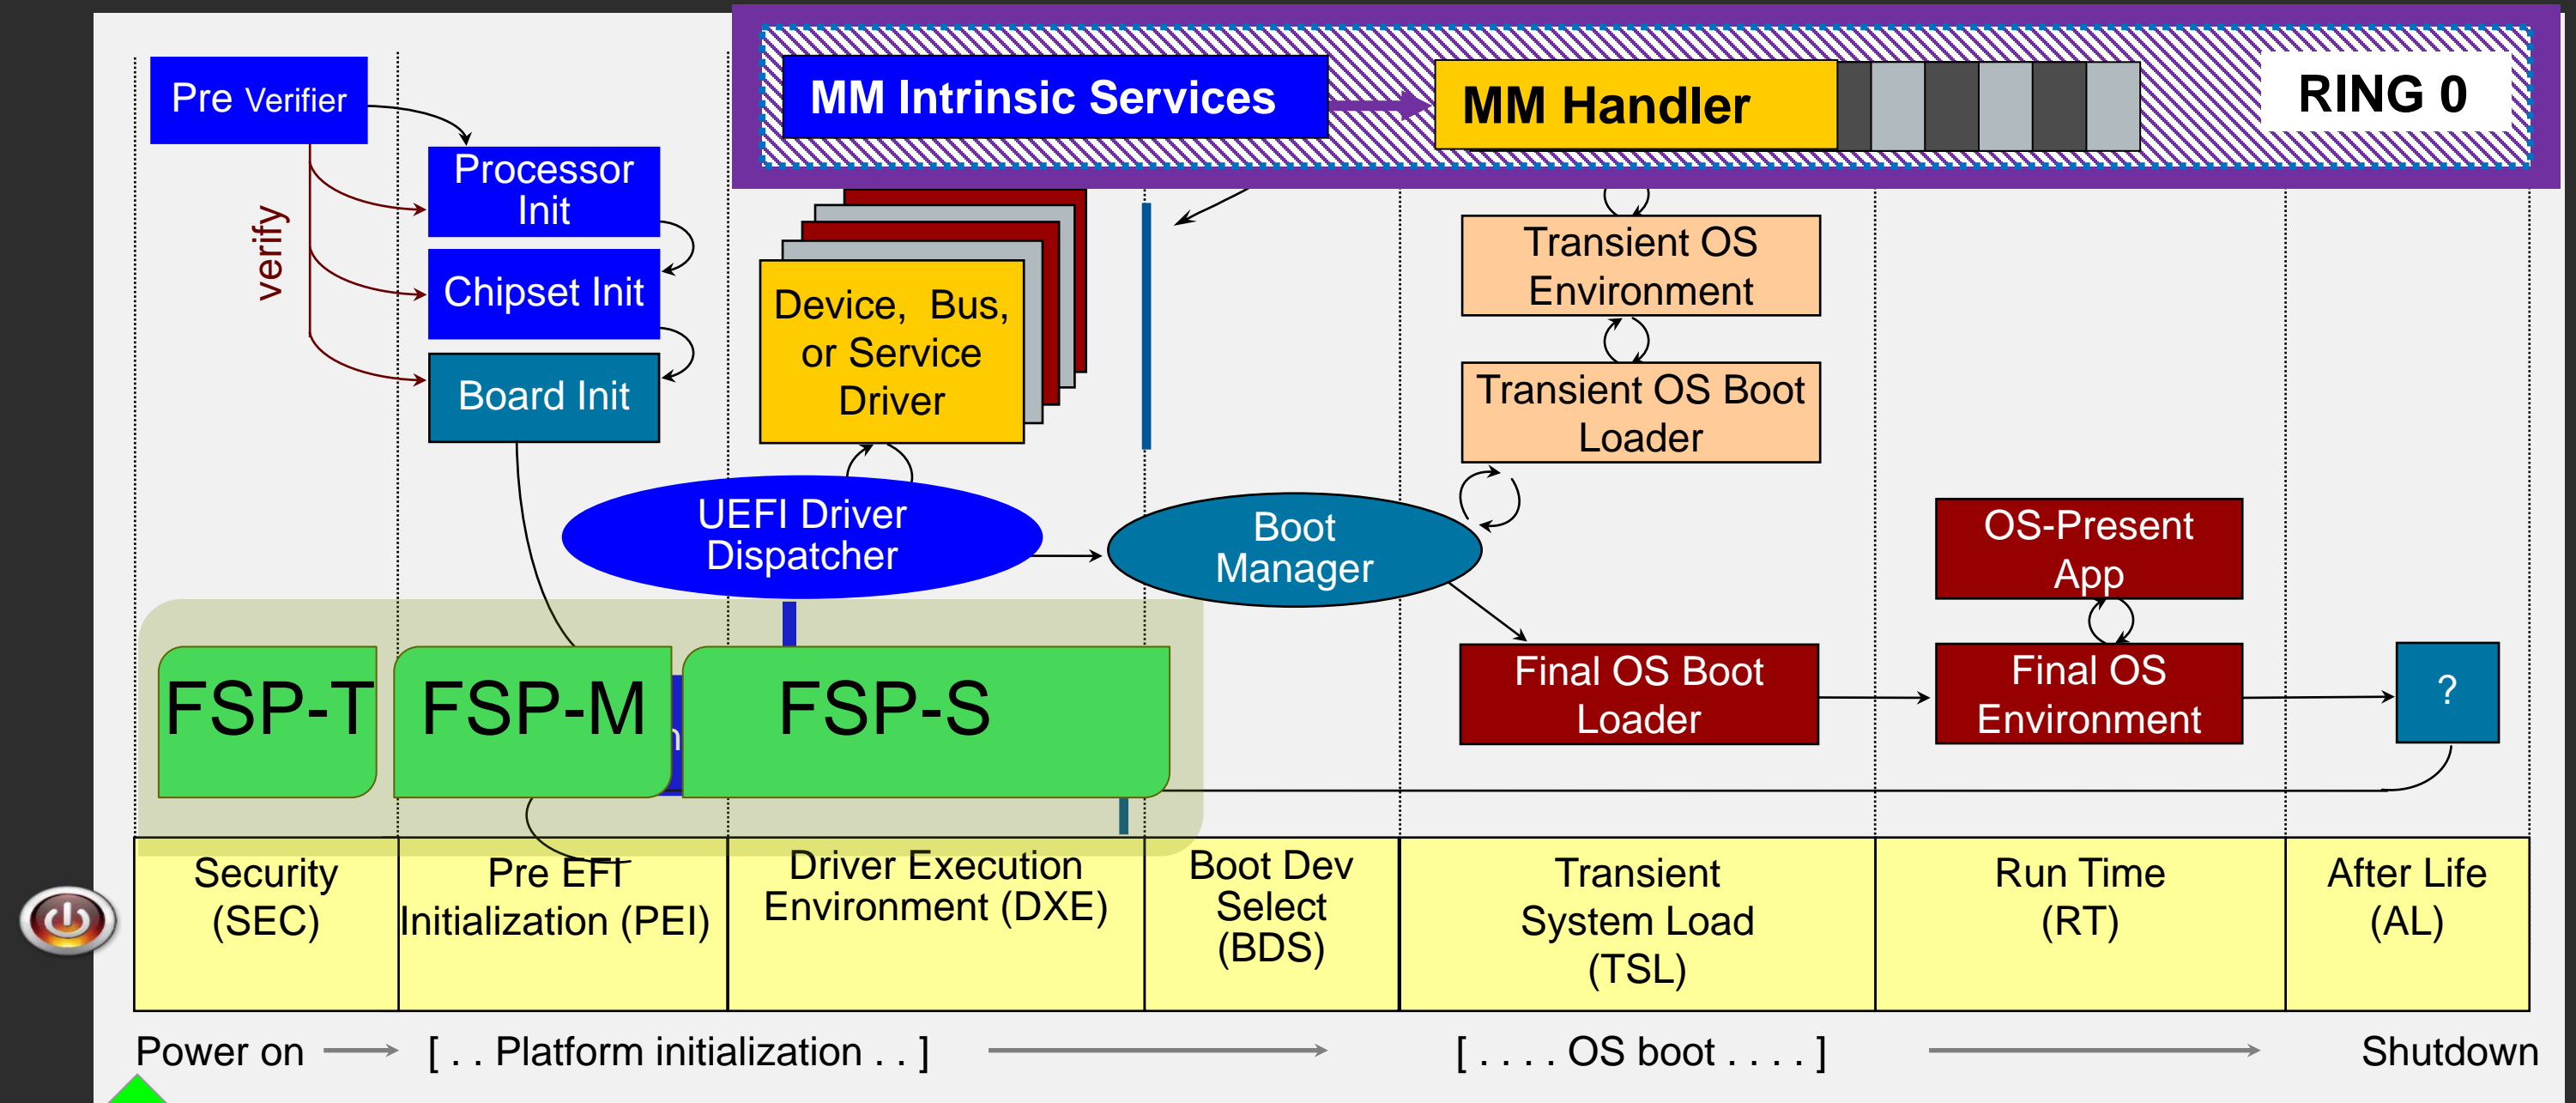 MM Intrinsic Services
MM Handler
RING 0
Pre Verifier
Processor
Init
verify
Chipset Init
Board Init
Device, Bus,
or Service
Driver
Transient OS
Environment
Transient OS Boot
Loader
UEFI Driver
Dispatcher
Boot
Manager
OS-Present
App
FSP-T
FSP-M
FSP-S
Final OS Boot
Loader
Final OS
Environment
?
Security
(SEC)
Pre EFI
Initialization (PEI)
Driver Execution
Environment (DXE)
Boot Dev
Select
(BDS)
Transient
System Load
(TSL)
Run Time
(RT)
After Life
(AL)
Power on
[ . . Platform initialization . . ]
[ . . . . OS boot . . . . ]
Shutdown